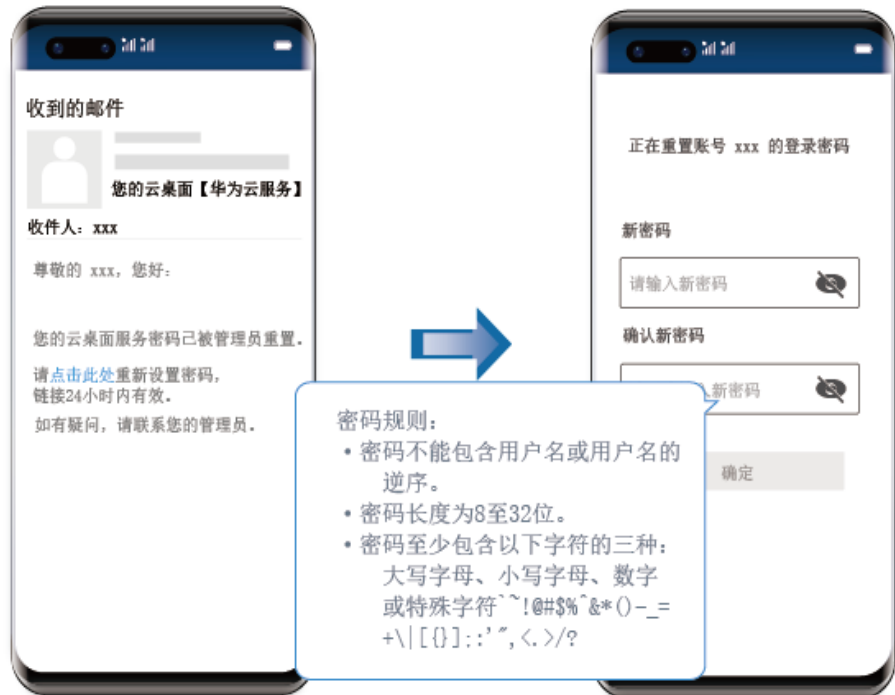 收到的邮件
您的云桌面【华为云服务】
收件人：xxx
尊敬的 xxx，您好：
您的云桌面服务密码已被管理员重置。
请点击此处重新设置密码，
链接24小时内有效。
如有疑问，请联系您的管理员。
正在重置账号 xxx 的登录密码
新密码
请输入新密码
确认新密码
入新密码
确定
密码规则：
•密码不能包含用户名或用户名的
逆序。
•密码长度为8至32位。
•密码至少包含以下字符的三种：
大写字母、小写字母、数字
或特殊字符`~!@#$%^&*()-_=
+\|[{}];:'",<.>/?